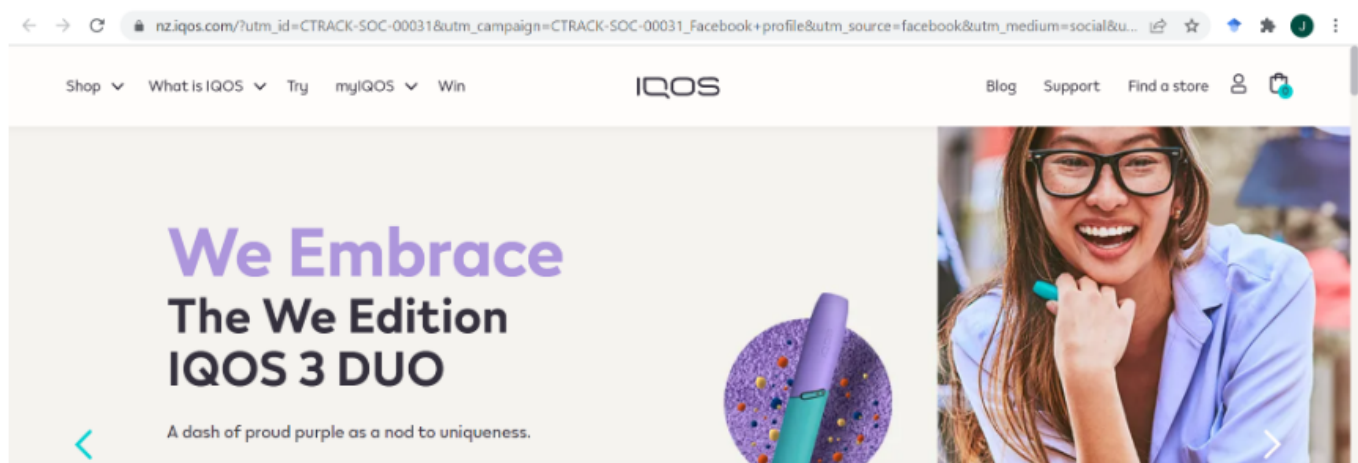 nz.iqos.com/?utm_id=CTRACK-SOC-00031&utm_campaign=CTRACK-SOC-00031_Facebook+profile&utm_source=facebook&utm_medium=social&u...
J
Shop What is IQOS Try myIQOS Win IQOS Blog Support Find a store
0
We Embrace
The We Edition
IQOS 3 DUO
A dash of proud purple as a nod to uniqueness.